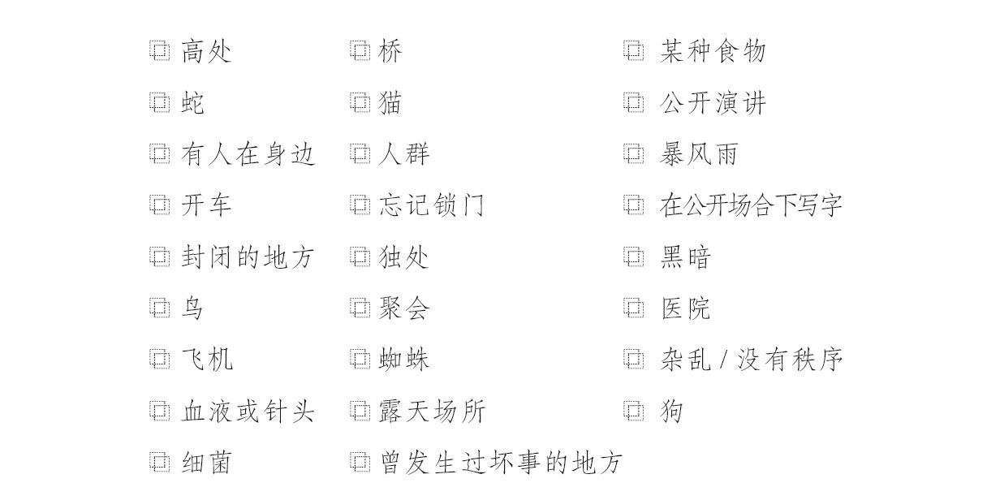 高处 桥 某种食物
蛇 猫 公开演讲
有人在身边 人群 暴风雨
开车 忘记锁门 在公开场合下写字
封闭的地方 独处 黑暗
鸟 聚会 医院
飞机 蜘蛛 杂乱 / 没有秩序
血液或针头 露天场所 狗
细菌 曾发生过坏事的地方